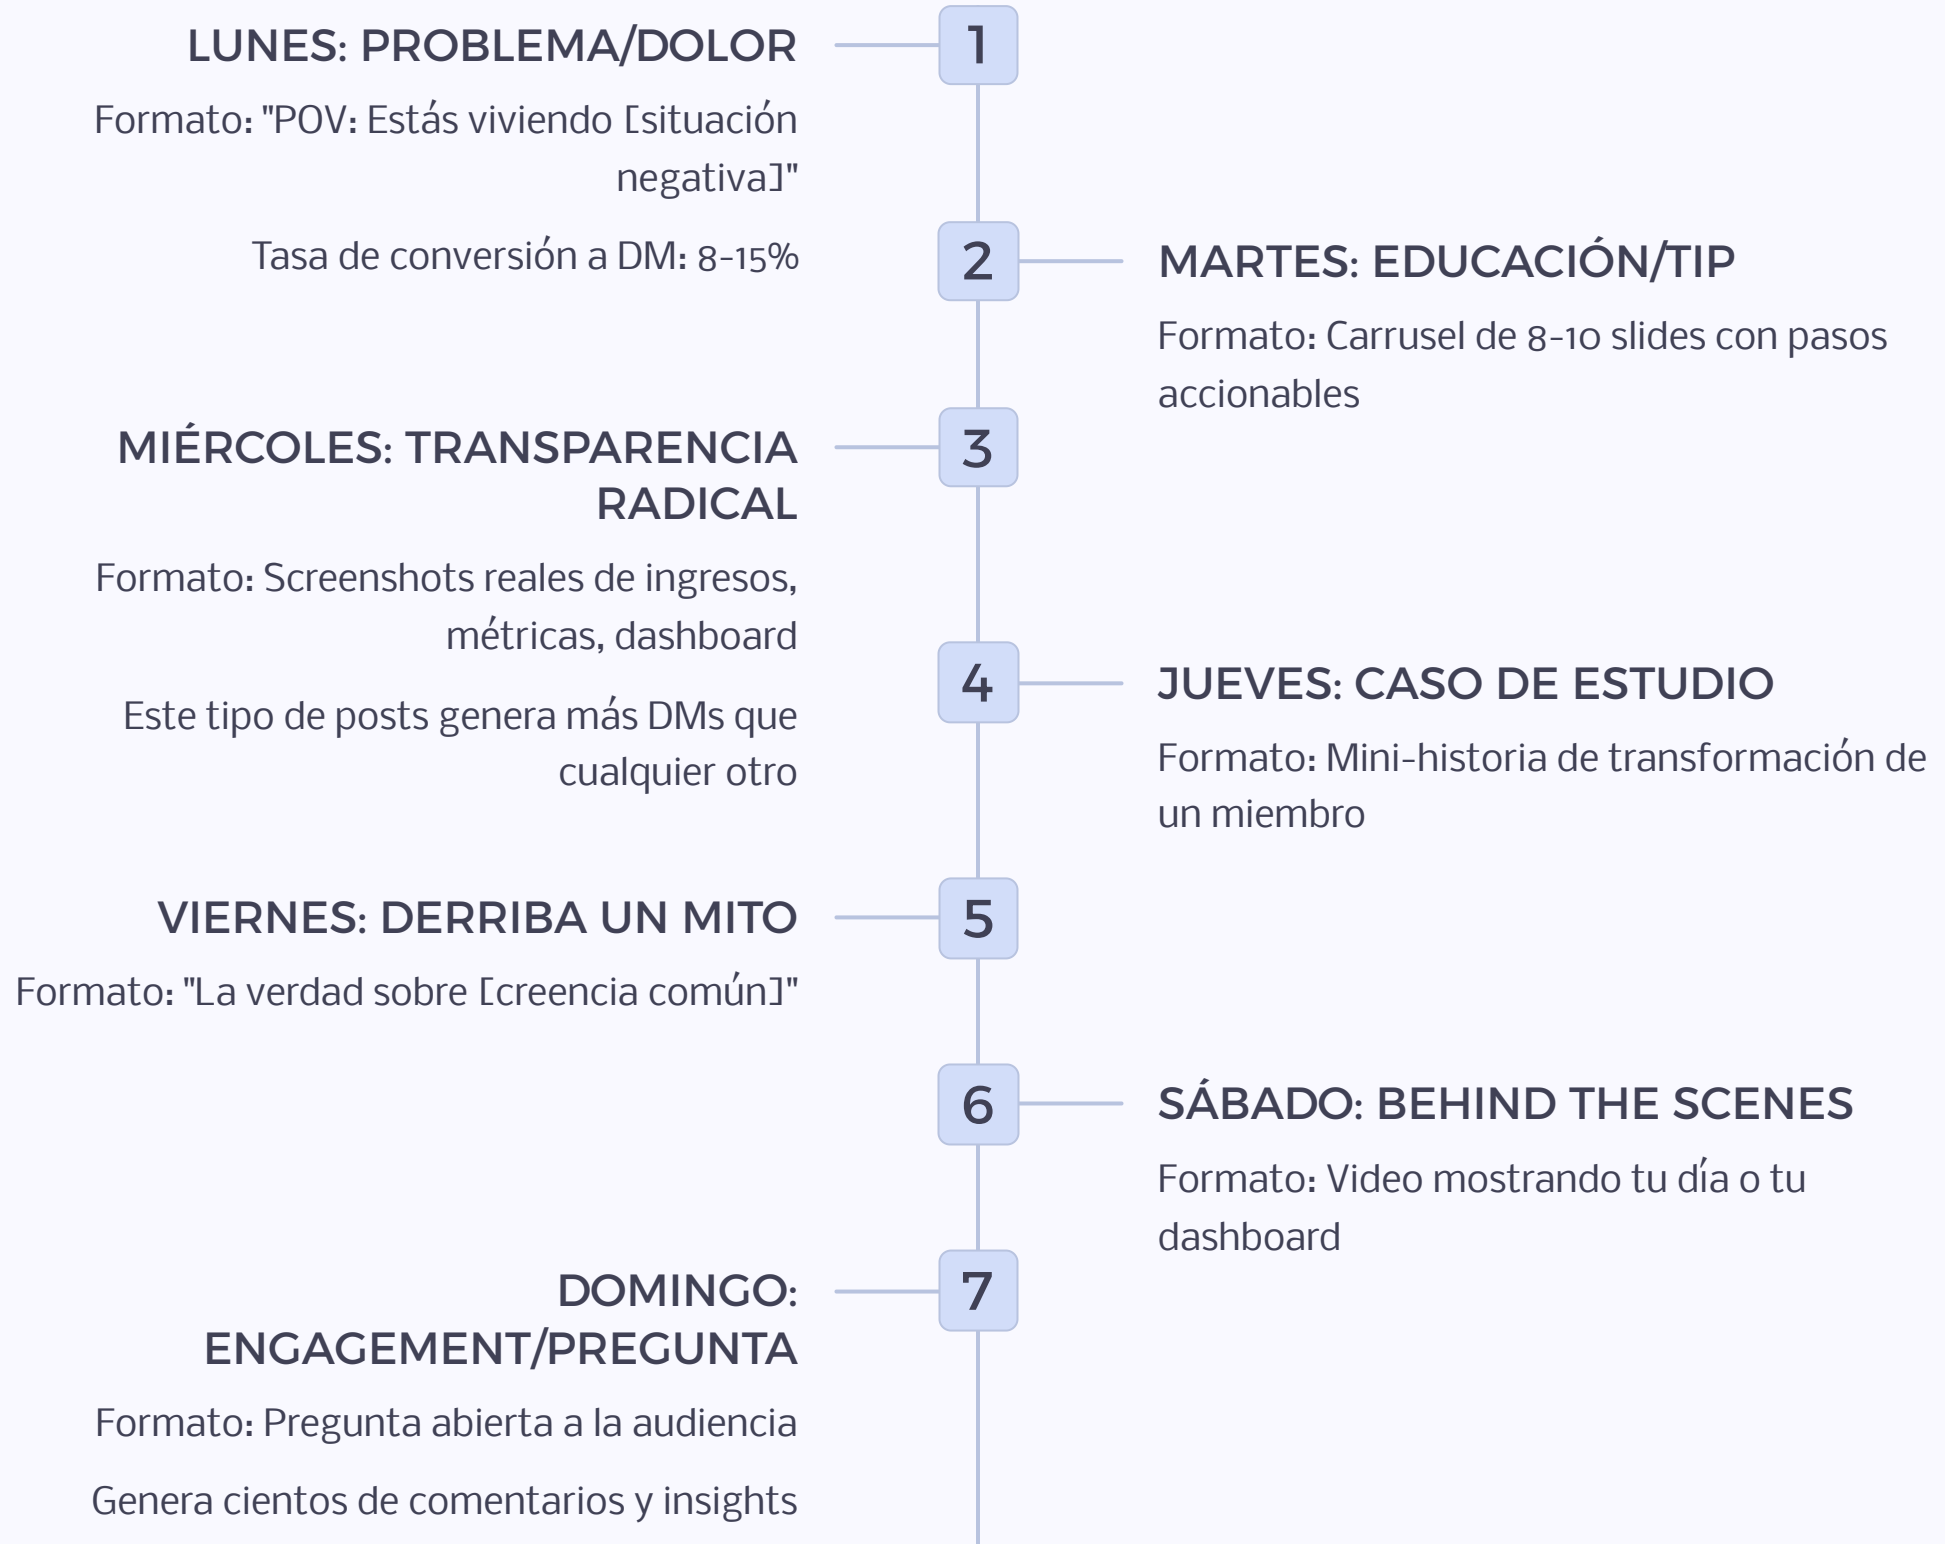 1
LUNES: PROBLEMA/DOLOR
Formato: "POV: Estás viviendo [situación
negativa]"
Tasa de conversión a DM: 8-15%
2
MARTES: EDUCACIÓN/TIP
Formato: Carrusel de 8-10 slides con pasos
accionables
3
MIÉRCOLES: TRANSPARENCIA
RADICAL
Formato: Screenshots reales de ingresos,
métricas, dashboard
Este tipo de posts genera más DMs que
cualquier otro
4
JUEVES: CASO DE ESTUDIO
Formato: Mini-historia de transformación de
un miembro
5
VIERNES: DERRIBA UN MITO
Formato: "La verdad sobre [creencia común]"
6
SÁBADO: BEHIND THE SCENES
Formato: Video mostrando tu día o tu
dashboard
7
DOMINGO:
ENGAGEMENT/PREGUNTA
Formato: Pregunta abierta a la audiencia
Genera cientos de comentarios y insights